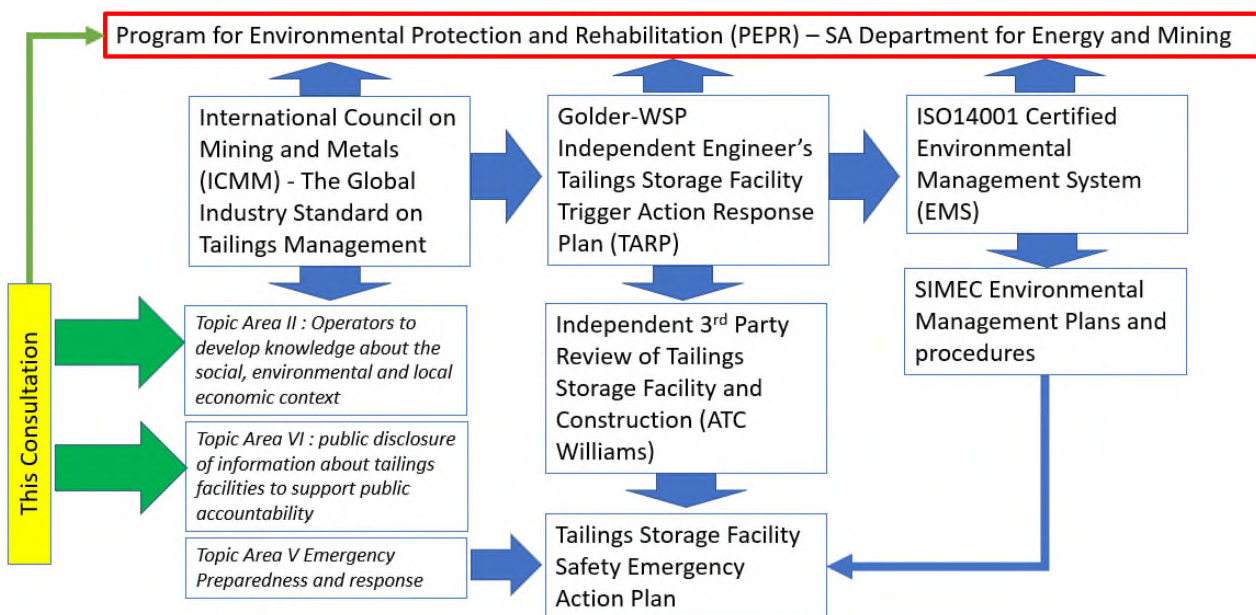 Program for Environmental Protection and Rehabilitation (PEPR) – SA Department for Energy and Mining
International Council on
Mining and Metals
(ICMM) - The Global
Industry Standard on
Tailings Management
Golder-WSP
Independent Engineer's
Tailings Storage Facility
Trigger Action Response
Plan (TARP)
ISO14001 Certified
Environmental
Management System
(EMS)
This Consultation
Topic Area II : Operators to
develop knowledge about the
social, environmental and local
economic context
Independent 3rd Party
Review of Tailings
Storage Facility and
Construction (ATC
Williams)
SIMEC Environmental
Management Plans and
procedures
Topic Area VI : public disclosure
of information about tailings
facilities to support public
accountability
Topic Area V Emergency
Preparedness and response
Tailings Storage Facility
Safety Emergency
Action Plan